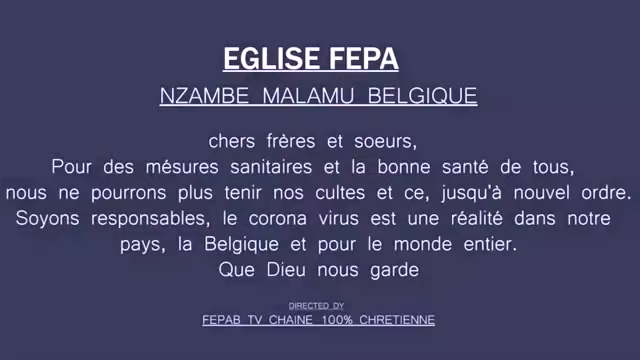 EGLISE FEPA
NZAMBE MALAMU BELGIQUE
chers frères et soeurs,
Pour des mésures sanitaires et la bonne santé de tous,
nous ne pourrons plus tenir nos cultes et ce, jusqu'à nouvel ordre.
Soyons responsables, le corona virus est une réalité dans notre
pays, la Belgique et pour le monde entier.
Que Dieu nous garde
DIRECTED BY
FEPAB TV CHAINE 100% CHRETIENNE